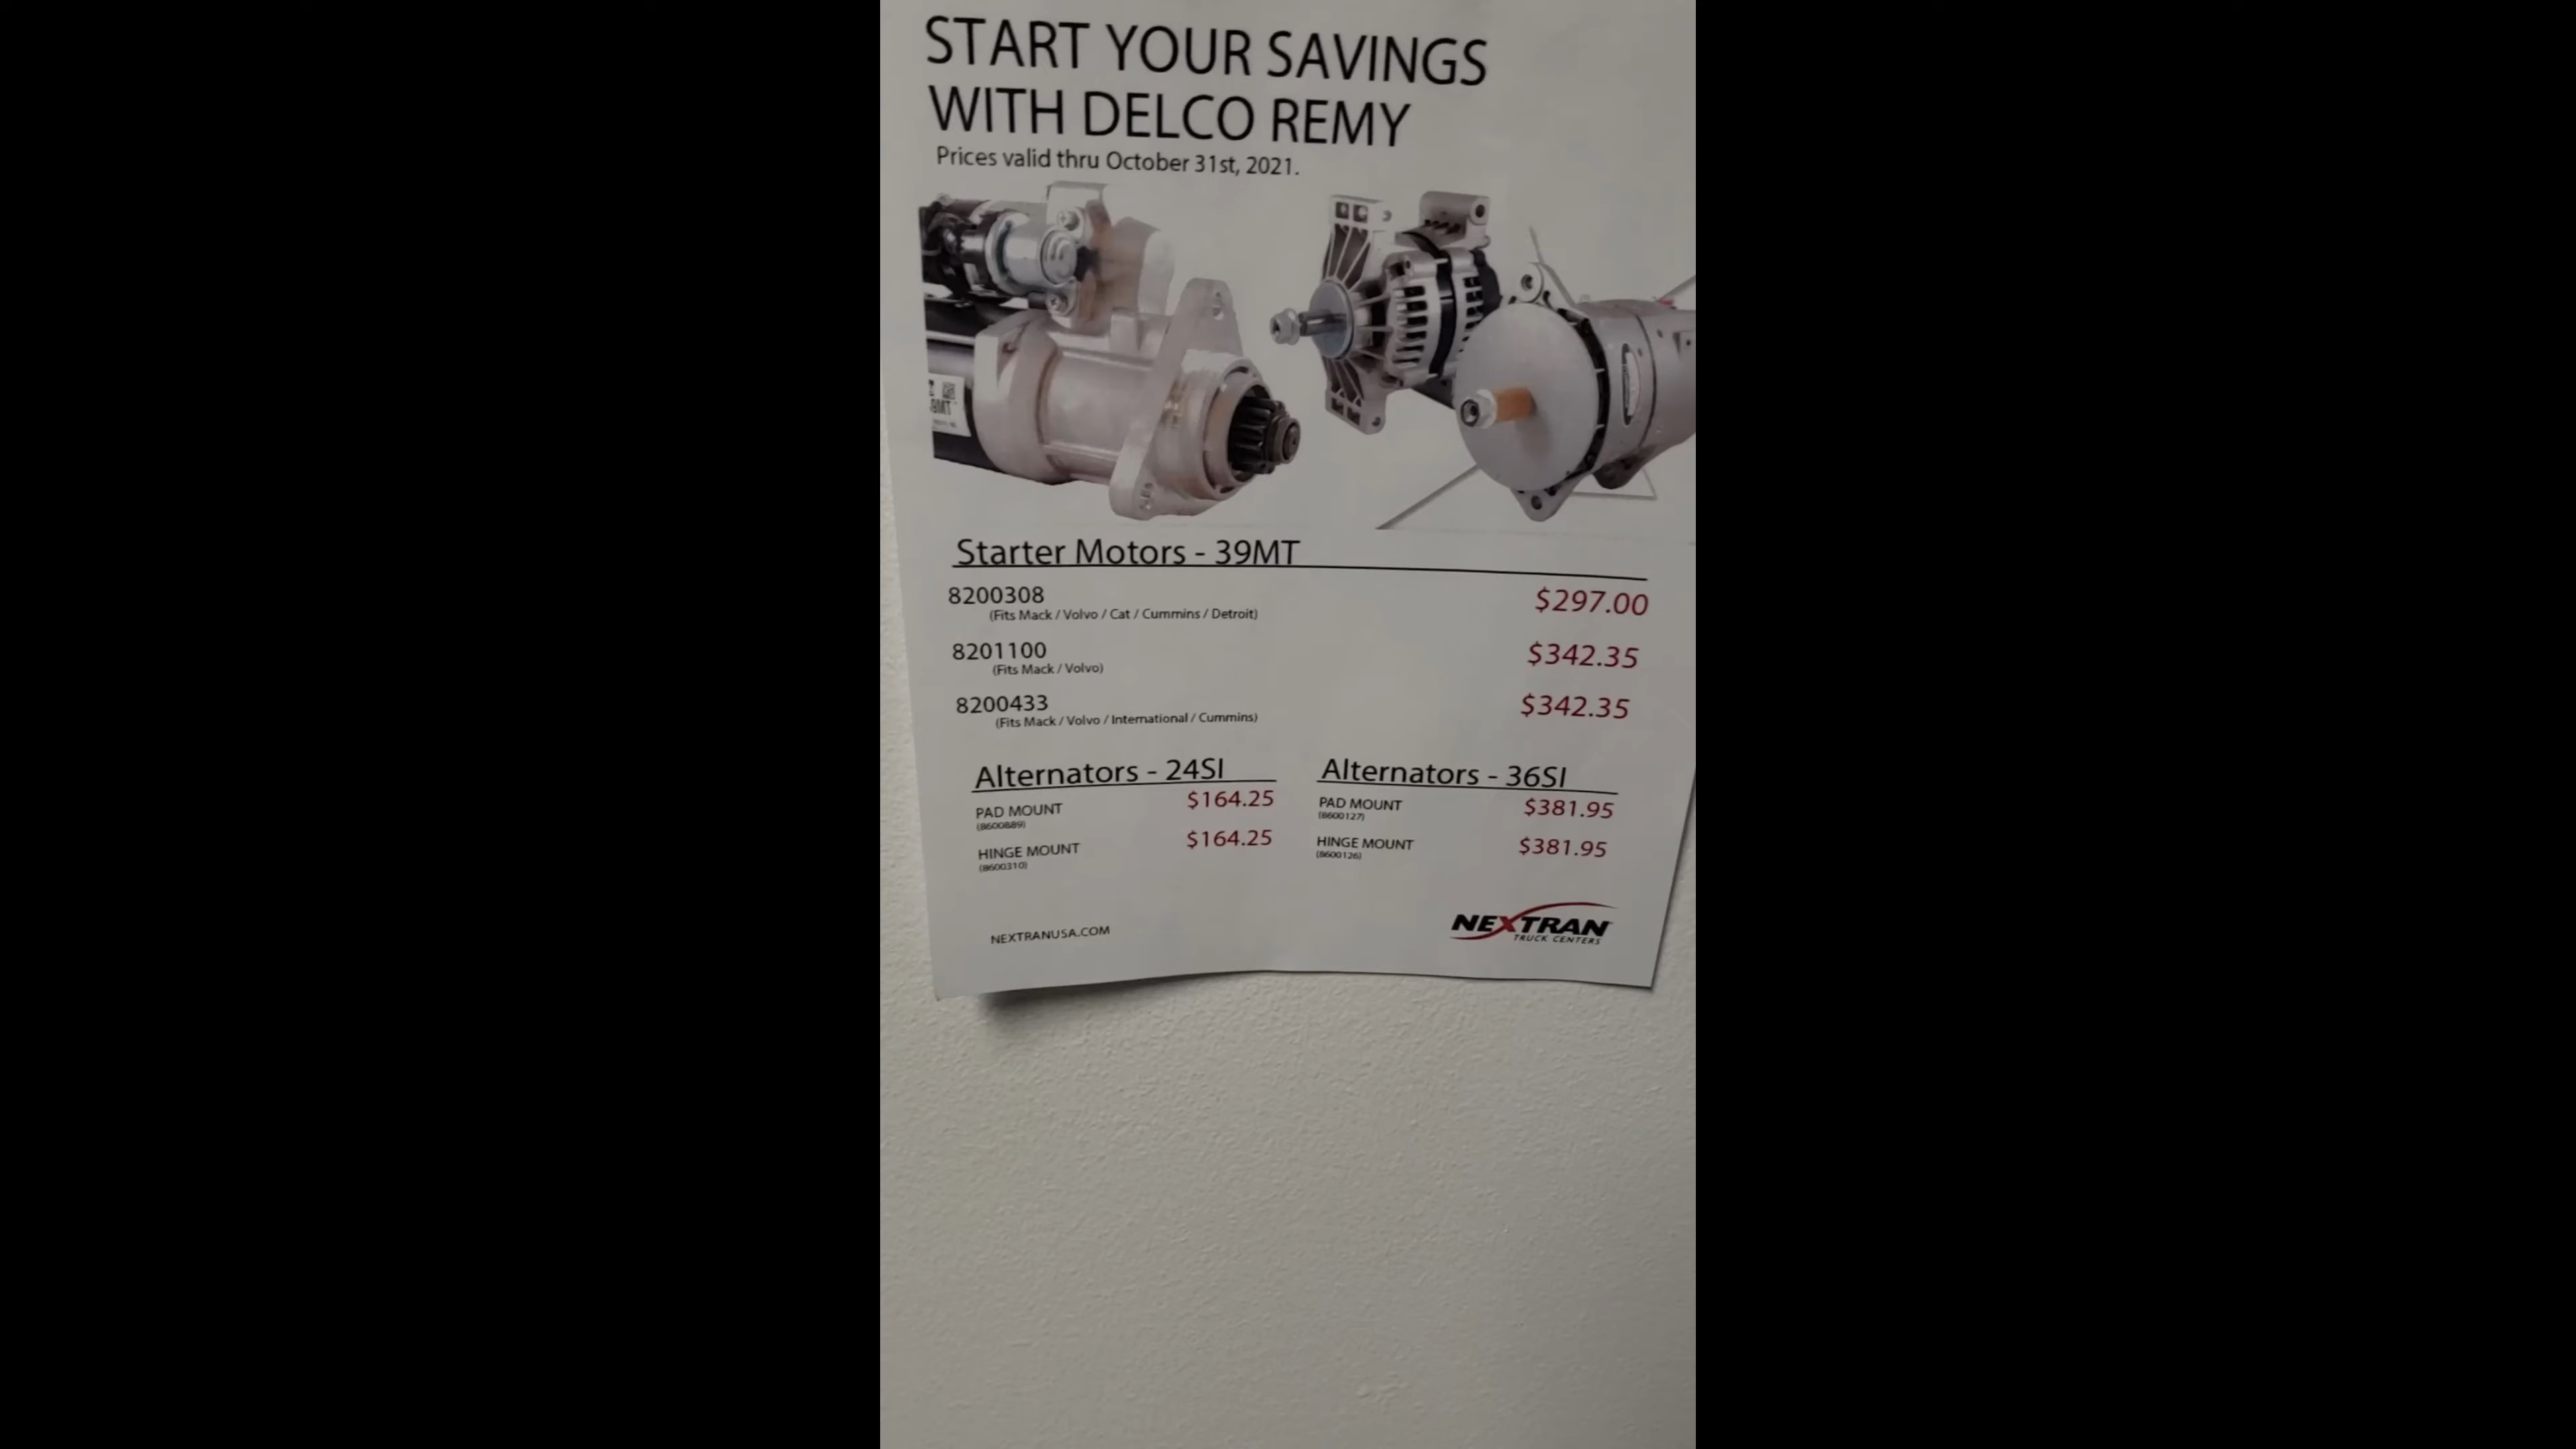 START YOUR SAVINGS
WITH DELCO REMY
Prices valid thru October 31st, 2021.
Starter Motors - 39MT
8200308 $297.00
(Fits Mack / Volvo / Cat / Cummins / Detroit)
8201100 $342.35
(Fits Mack / Volvo)
8200433 $342.35
(Fits Mack / Volvo / International / Cummins)
Alternators - 24SI
PAD MOUNT $164.25
(8600889)
HINGE MOUNT $164.25
(8600310)
Alternators - 36SI
PAD MOUNT $381.95
(8600127)
HINGE MOUNT $381.95
(8600126)
NEXTRANUSA.COM
NEXTRAN
TRUCK CENTERS